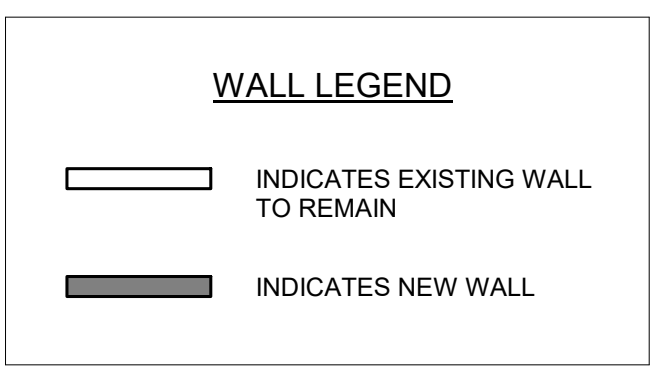 WALL LEGEND
INDICATES EXISTING WALL
TO REMAIN
INDICATES NEW WALL